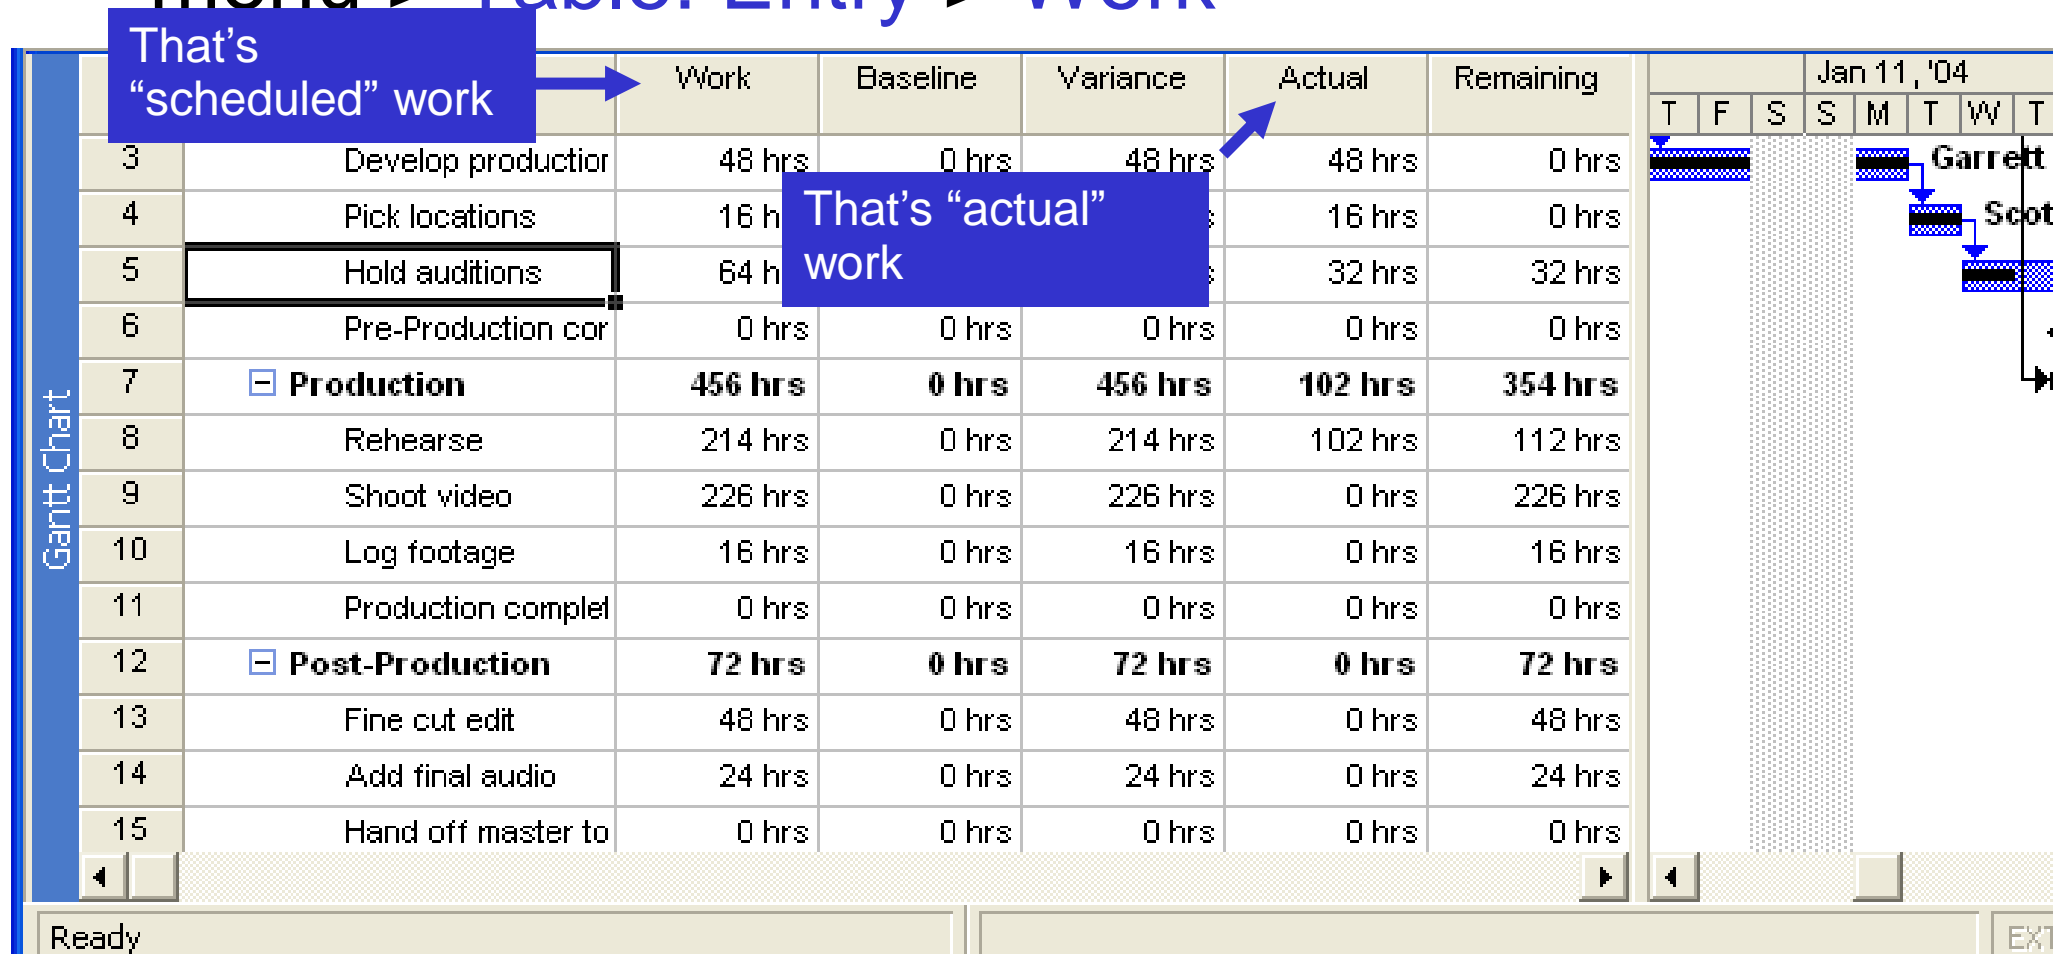 menu > Table: Entry > Work
That's
“scheduled” work
Work Baseline Variance Actual Remaining
Jan 11, '04
T F S S M T W T
3 Develop production 48 hrs 0 hrs 48 hrs 48 hrs 0 hrs Garrett
That's “actual”
work
4 Pick locations 16 h 16 hrs 0 hrs Scot
5 Hold auditions 64 h 32 hrs 32 hrs
6 Pre-Production cor 0 hrs 0 hrs 0 hrs 0 hrs 0 hrs
7 Production 456 hrs 0 hrs 456 hrs 102 hrs 354 hrs
8 Rehearse 214 hrs 0 hrs 214 hrs 102 hrs 112 hrs
9 Shoot video 226 hrs 0 hrs 226 hrs 0 hrs 226 hrs
10 Log footage 16 hrs 0 hrs 16 hrs 0 hrs 16 hrs
11 Production complet 0 hrs 0 hrs 0 hrs 0 hrs 0 hrs
12 Post-Production 72 hrs 0 hrs 72 hrs 0 hrs 72 hrs
13 Fine cut edit 48 hrs 0 hrs 48 hrs 0 hrs 48 hrs
14 Add final audio 24 hrs 0 hrs 24 hrs 0 hrs 24 hrs
15 Hand off master to 0 hrs 0 hrs 0 hrs 0 hrs 0 hrs
Gantt Chart
Ready
EXT